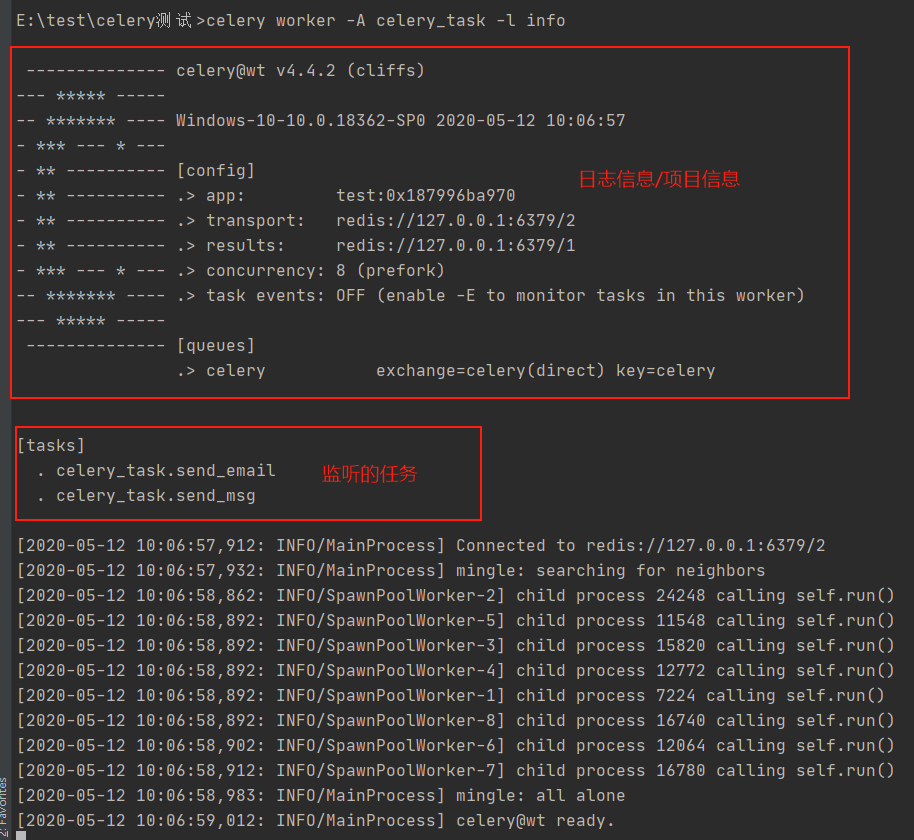 E:\test\celery测试>celery worker -A celery_task -l info
-------------- celery@wt v4.4.2 (cliffs)
--- ***** -----
-- ******* ---- Windows-10-10.0.18362-SP0 2020-05-12 10:06:57
- *** --- * ---
- ** ---------- [config]
日志信息/项目信息
- ** ---------- .> app:         test:0x187996ba970
- ** ---------- .> transport:   redis://127.0.0.1:6379/2
- ** ---------- .> results:     redis://127.0.0.1:6379/1
- *** --- * --- .> concurrency: 8 (prefork)
-- ******* ---- .> task events: OFF (enable -E to monitor tasks in this worker)
--- ***** -----
-------------- [queues]
.> celery           exchange=celery(direct) key=celery
[tasks]
. celery_task.send_email
监听的任务
. celery_task.send_msg
[2020-05-12 10:06:57,912: INFO/MainProcess] Connected to redis://127.0.0.1:6379/2
[2020-05-12 10:06:57,932: INFO/MainProcess] mingle: searching for neighbors
[2020-05-12 10:06:58,862: INFO/SpawnPoolWorker-2] child process 24248 calling self.run()
[2020-05-12 10:06:58,892: INFO/SpawnPoolWorker-5] child process 11548 calling self.run()
[2020-05-12 10:06:58,892: INFO/SpawnPoolWorker-3] child process 15820 calling self.run()
[2020-05-12 10:06:58,892: INFO/SpawnPoolWorker-4] child process 12772 calling self.run()
[2020-05-12 10:06:58,892: INFO/SpawnPoolWorker-1] child process 7224 calling self.run()
[2020-05-12 10:06:58,892: INFO/SpawnPoolWorker-8] child process 16740 calling self.run()
[2020-05-12 10:06:58,902: INFO/SpawnPoolWorker-6] child process 12064 calling self.run()
[2020-05-12 10:06:58,912: INFO/SpawnPoolWorker-7] child process 16780 calling self.run()
[2020-05-12 10:06:58,983: INFO/MainProcess] mingle: all alone
[2020-05-12 10:06:59,012: INFO/MainProcess] celery@wt ready.
2: Favorites